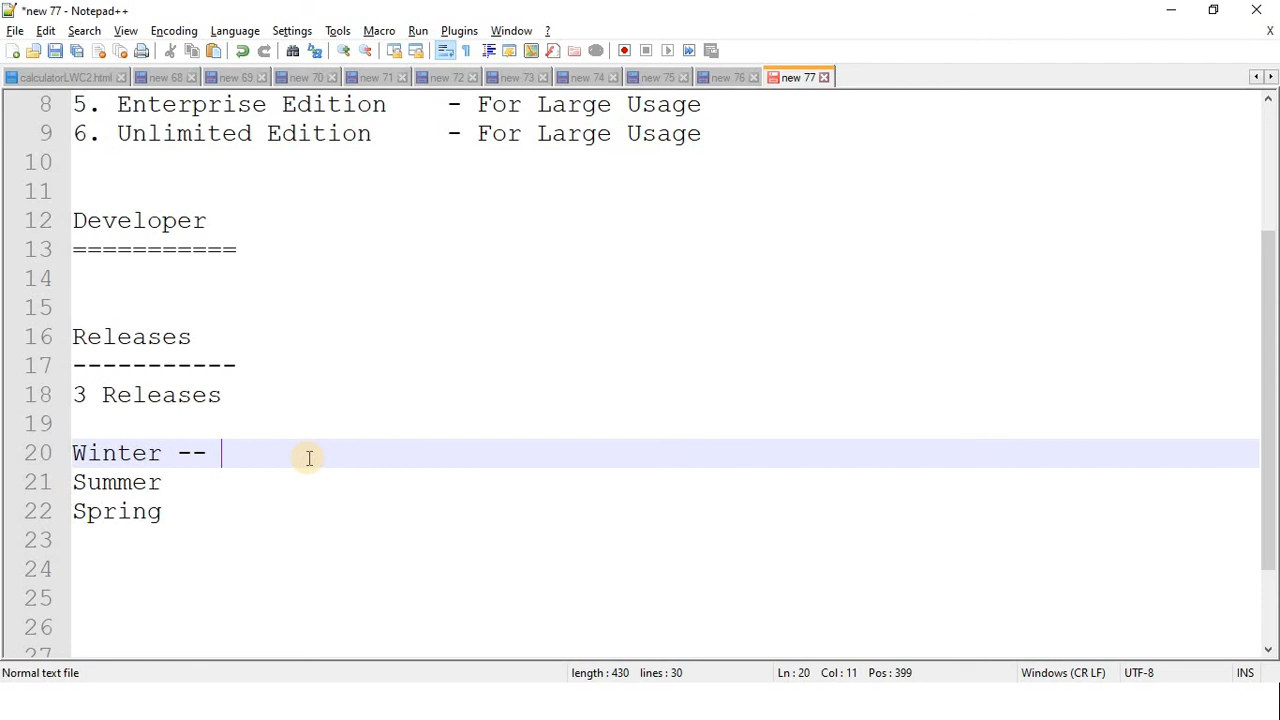 *new 77 - Notepad++
File Edit Search View Encoding Language Settings Tools Macro Run Plugins Window ? X
calculatorLWC2.html new 68 new 69 new 70 new 71 new 72 new 73 new 74 new 75 new 76 new 77
8 5. Enterprise Edition - For Large Usage
9 6. Unlimited Edition - For Large Usage
10
11
12 Developer
13 ===========
14
15
16 Releases
17 -----------
18 3 Releases
19
20 Winter --
21 Summer
22 Spring
23
24
25
26
27
Normal text file length : 430 lines : 30 Ln : 20 Col : 11 Pos : 399 Windows (CR LF) UTF-8 INS